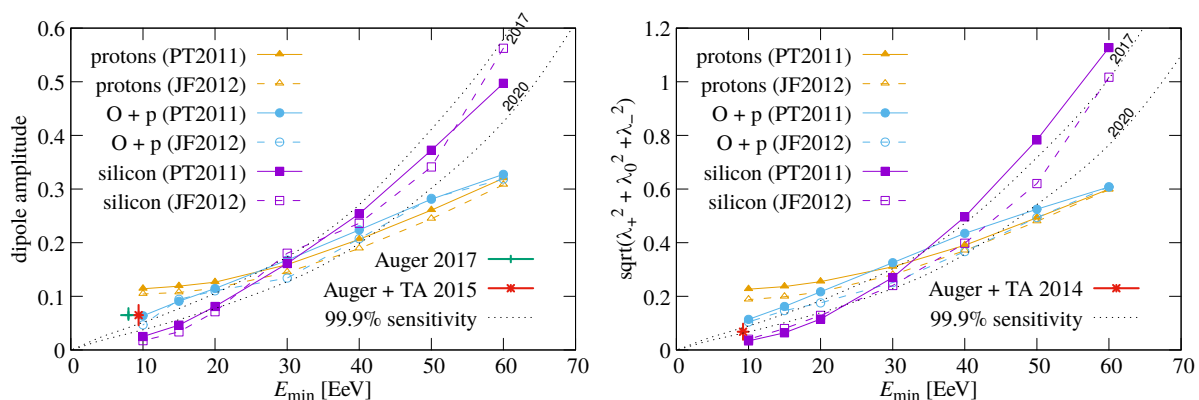 0.6
0.5
0.4
0.3
0.2
0.1
0
dipole amplitude
protons (PT2011)
protons (JF2012)
O + p (PT2011)
O + p (JF2012)
silicon (PT2011)
silicon (JF2012)
2017
2020
Auger 2017
Auger + TA 2015
99.9% sensitivity
0 10 20 30 40 50 60 70
E_min [EeV]
1.2
1
0.8
0.6
0.4
0.2
0
sqrt(λ₊² + λ₀² +λ₋²)
protons (PT2011)
protons (JF2012)
O + p (PT2011)
O + p (JF2012)
silicon (PT2011)
silicon (JF2012)
2017
2020
Auger + TA 2014
99.9% sensitivity
0 10 20 30 40 50 60 70
E_min [EeV]